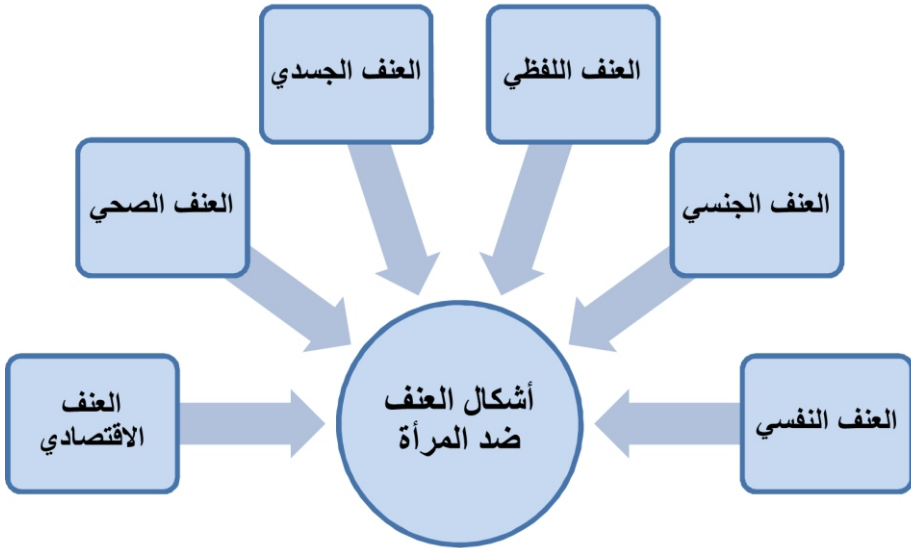 العنف اللفظي
العنف الجسدي
العنف الجنسي
العنف الصحي
العنف النفسي
أشكال العنف
ضد المرأة
العنف
الاقتصادي